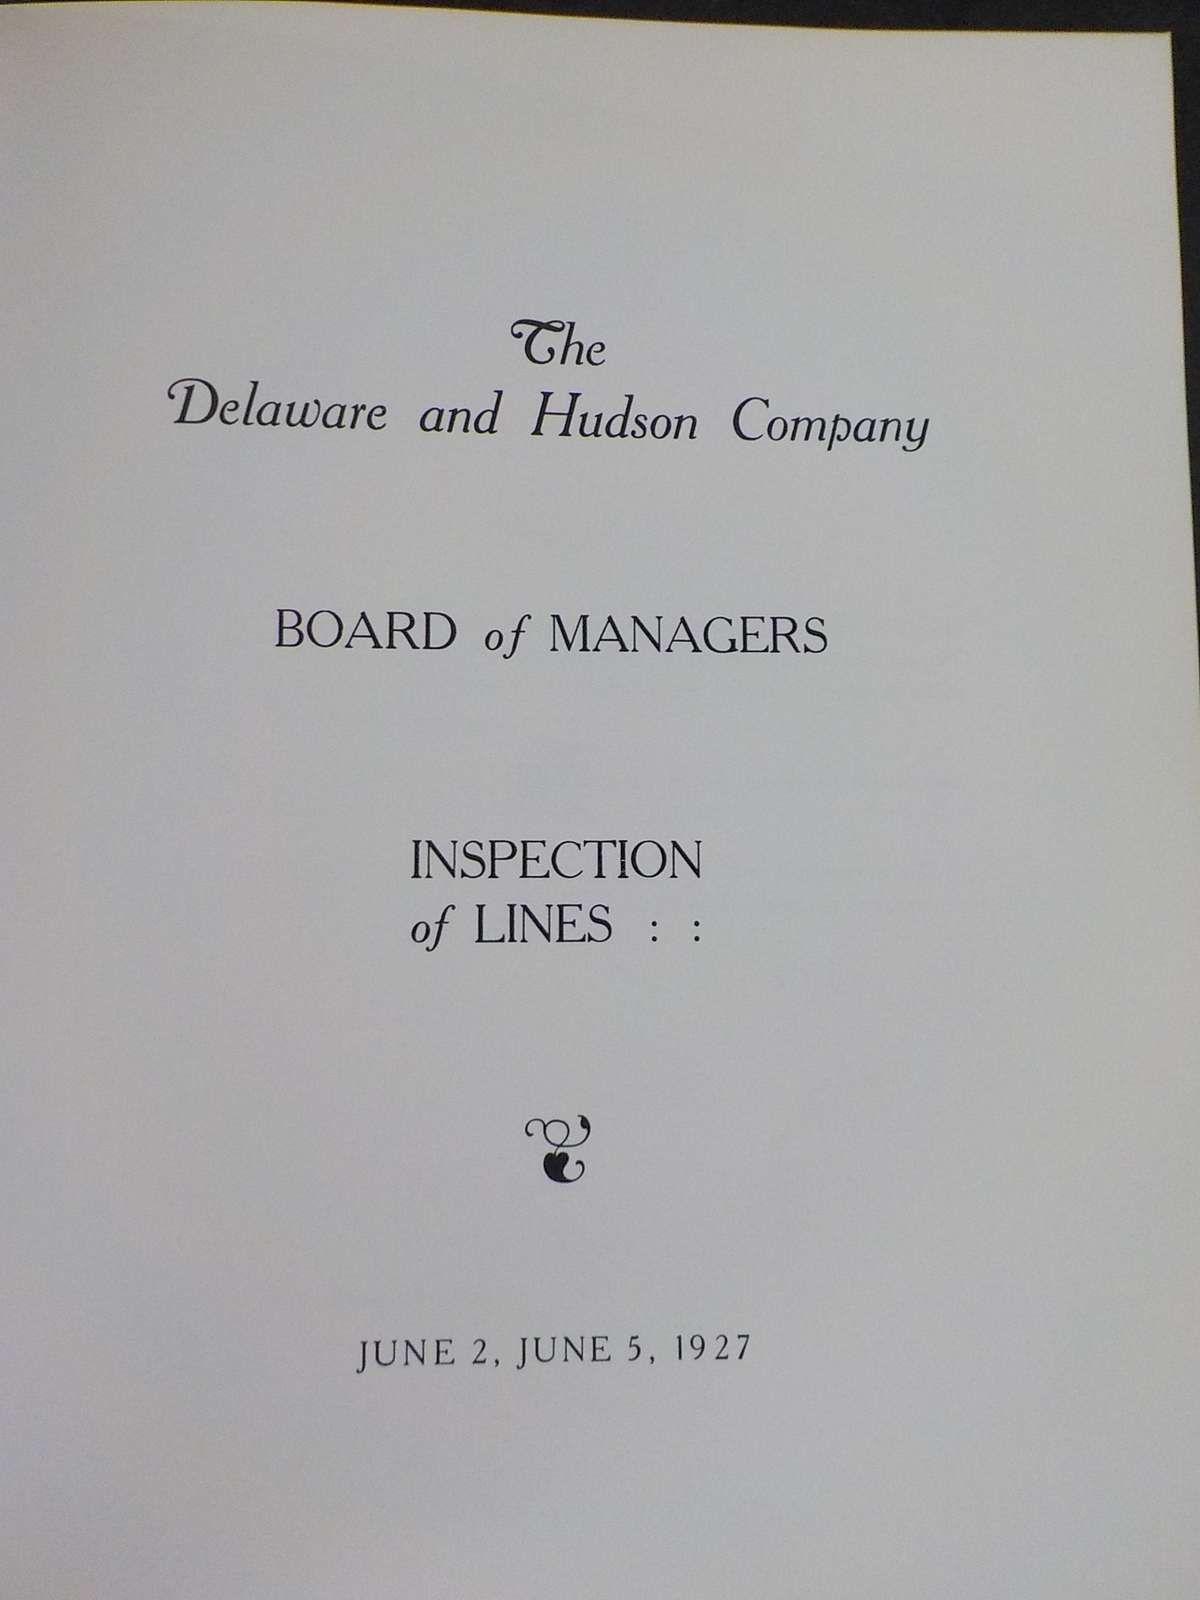 The
Delaware and Hudson Company
BOARD of MANAGERS
INSPECTION
of LINES : :
JUNE 2, JUNE 5, 1927